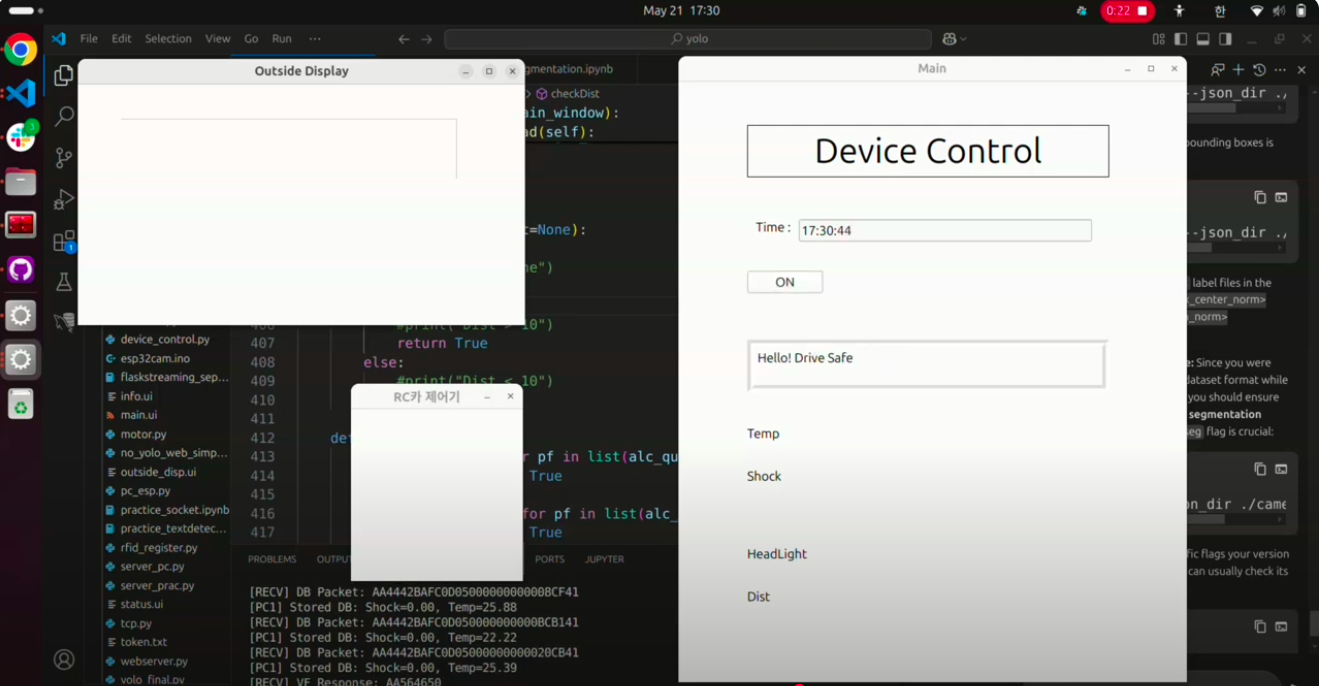 May 21 17:30
0:22
한
File Edit Selection View Go Run ···
yolo
Outside Display
gmentation.ipynb
checkDist
ain_window):
ad(self):
t=None):
ne")
Main
Device Control
Time :
17:30:44
ON
Hello! Drive Safe
Temp
Shock
HeadLight
Dist
--json_dir ./
ounding boxes is
--json_dir ./
label files in the
_center_norm>
_norm>
e: Since you were
dataset format while
you should ensure
segmentation
seg flag is crucial:
on_dir ./came
fic flags your version
can usually check its
device_control.py
esp32cam.ino
flaskstreaming_sep...
info.ui
main.ui
motor.py
no_yolo_web_simp...
outside_disp.ui
pc_esp.py
practice_socket.ipynb
practice_textdetec...
rfid_register.py
server_pc.py
server_prac.py
status.ui
tcp.py
token.txt
webserver.py
yolo_final.py
406 #print("Dist > 10")
407 return True
408 else:
409 #print("Dist < 10")
410
411
412 de
413 r pf in list(alc_qu
414 True
415
416 for pf in list(alc_
417 True
RC카 제어기
PROBLEMS OUTPUT PORTS JUPYTER
[RECV] DB Packet: AA4442BAFC0D05000000000008CF41
[PC1] Stored DB: Shock=0.00, Temp=25.88
[RECV] DB Packet: AA4442BAFC0D0500000000000BCB141
[PC1] Stored DB: Shock=0.00, Temp=22.22
[RECV] DB Packet: AA4442BAFC0D0500000000000020CB41
[PC1] Stored DB: Shock=0.00, Temp=25.39
[RECV] VE Response: AA564650